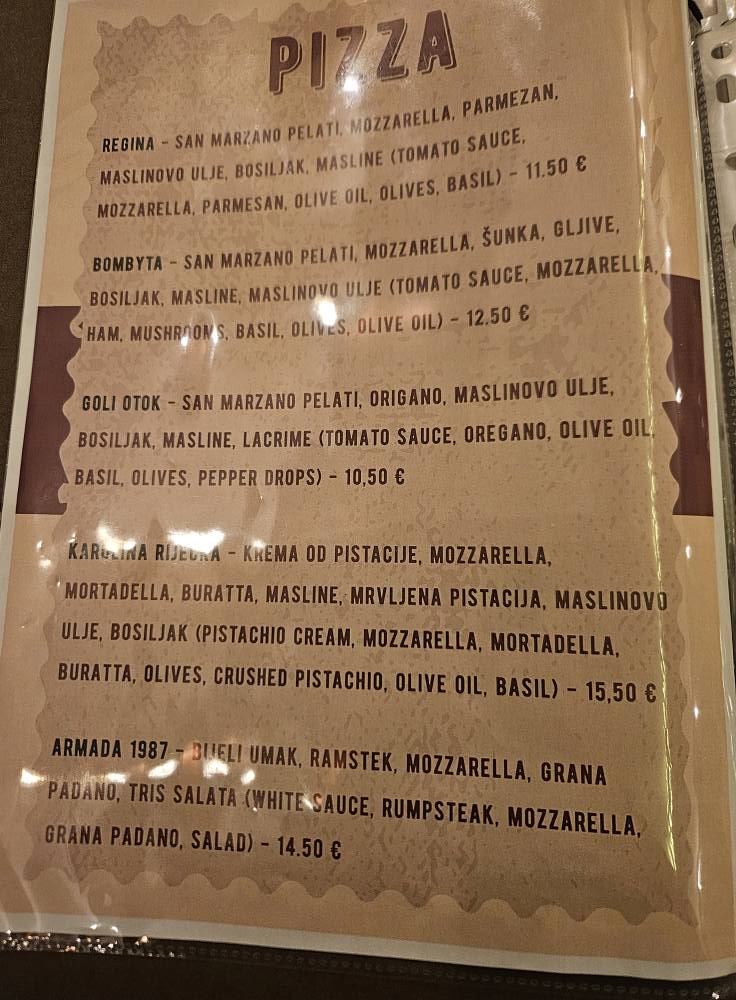 PIZZA
REGINA - SAN MARZANO PELATI, MOZZARELLA, PARMEZAN,
MASLINOVO ULJE, BOSILJAK, MASLINE (TOMATO SAUCE,
MOZZARELLA, PARMESAN, OLIVE OIL, OLIVES, BASIL) - 11.50 €
BOMBYTA - SAN MARZANO PELATI, MOZZARELLA, ŠUNKA, GLJIVE,
BOSILJAK, MASLINE, MASLINOVO ULJE (TOMATO SAUCE, MOZZARELLA,
HAM, MUSHROOMS, BASIL, OLIVES, OLIVE OIL) - 12.50 €
GOLI OTOK - SAN MARZANO PELATI, ORIGANO, MASLINOVO ULJE,
BOSILJAK, MASLINE, LACRIME (TOMATO SAUCE, OREGANO, OLIVE OIL,
BASIL, OLIVES, PEPPER DROPS) - 10,50 €
KAROLINA RIJEČKA - KREMA OD PISTACIJE, MOZZARELLA,
MORTADELLA, BURATTA, MASLINE, MRVLJENA PISTACIJA, MASLINOVO
ULJE, BOSILJAK (PISTACHIO CREAM, MOZZARELLA, MORTADELLA,
BURATTA, OLIVES, CRUSHED PISTACHIO, OLIVE OIL, BASIL) - 15,50 €
ARMADA 1987 - BIJELI UMAK, RAMSTEK, MOZZARELLA, GRANA
PADANO, TRIS SALATA (WHITE SAUCE, RUMPSTEAK, MOZZARELLA,
GRANA PADANO, SALAD) - 14.50 €